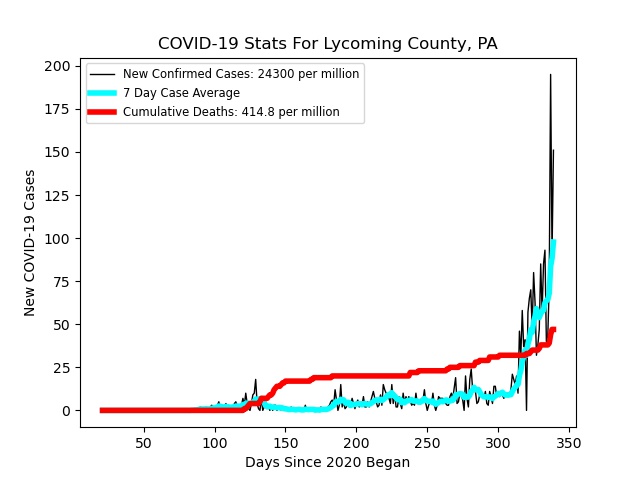 COVID-19 Stats For Lycoming County, PA
200
175
150
125
100
75
50
25
0
New COVID-19 Cases
New Confirmed Cases: 24300 per million
7 Day Case Average
Cumulative Deaths: 414.8 per million
50 100 150 200 250 300 350
Days Since 2020 Began